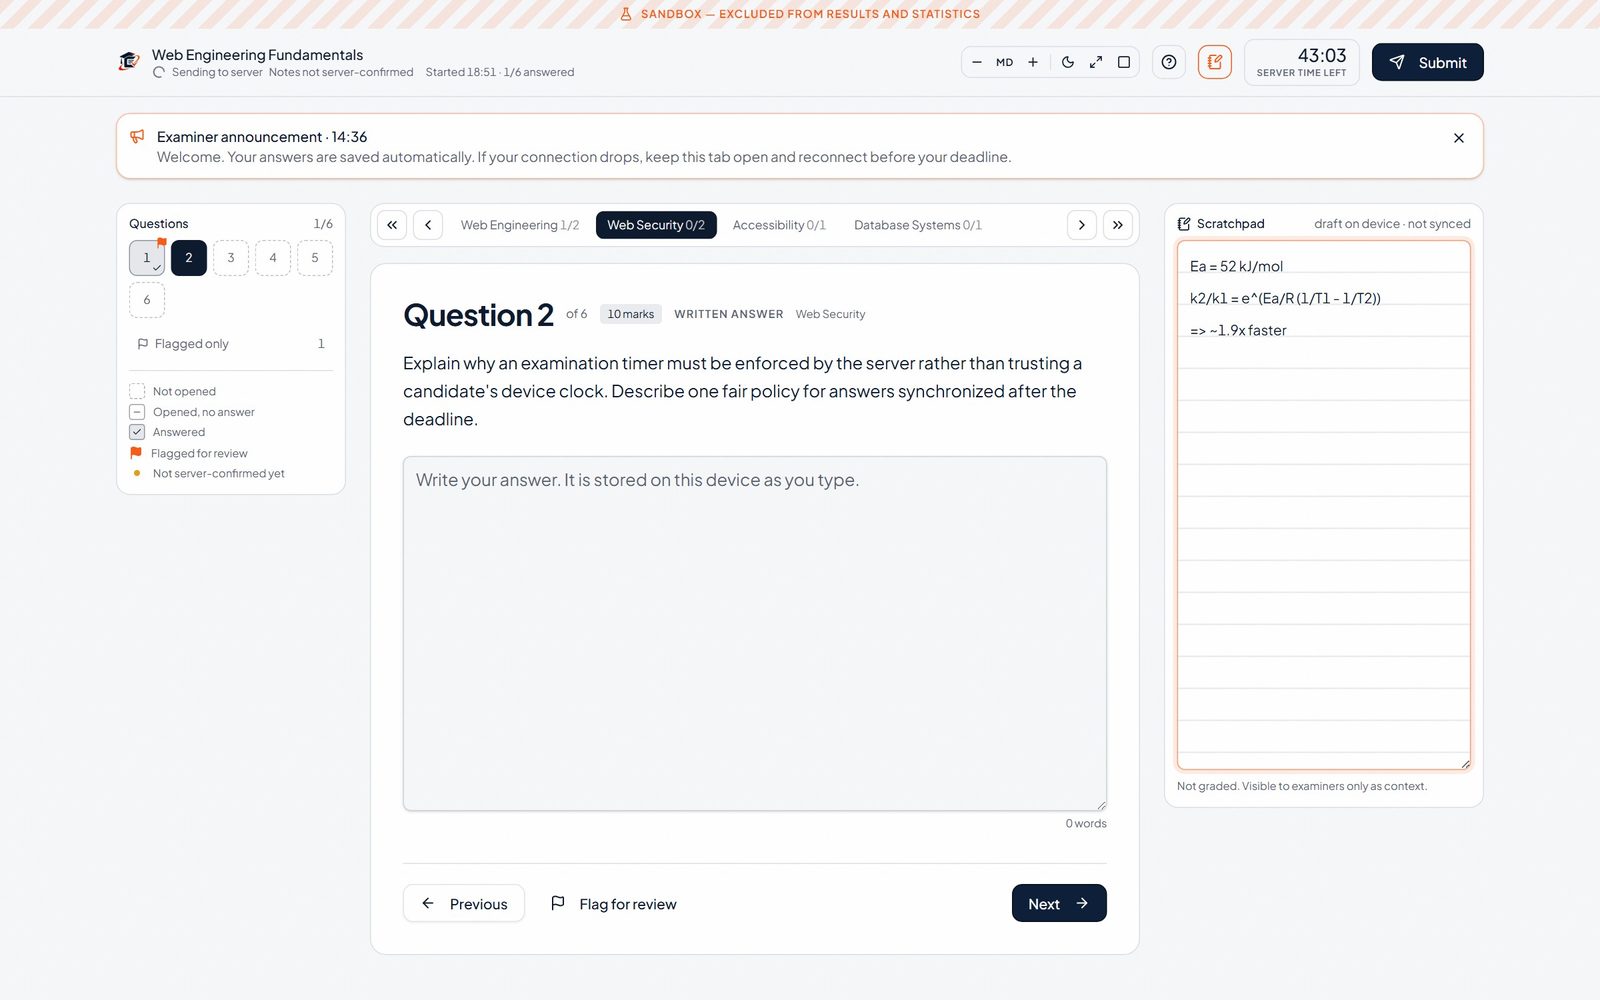 SANDBOX — EXCLUDED FROM RESULTS AND STATISTICS
Web Engineering Fundamentals
Sending to server Notes not server-confirmed Started 18:51 · 1/6 answered
MD
43:03
SERVER TIME LEFT
Submit
Examiner announcement · 14:36
Welcome. Your answers are saved automatically. If your connection drops, keep this tab open and reconnect before your deadline.
Questions 1/6
1 2 3 4 5
6
Flagged only 1
Not opened
Opened, no answer
Answered
Flagged for review
Not server-confirmed yet
Web Engineering 1/2 Web Security 0/2 Accessibility 0/1 Database Systems 0/1
Question 2 of 6 10 marks WRITTEN ANSWER Web Security
Explain why an examination timer must be enforced by the server rather than trusting a
candidate's device clock. Describe one fair policy for answers synchronized after the
deadline.
Write your answer. It is stored on this device as you type.
0 words
Previous Flag for review Next
Scratchpad draft on device · not synced
Ea = 52 kJ/mol
k2/k1 = e^(Ea/R (1/T1 - 1/T2))
=> ~1.9x faster
Not graded. Visible to examiners only as context.